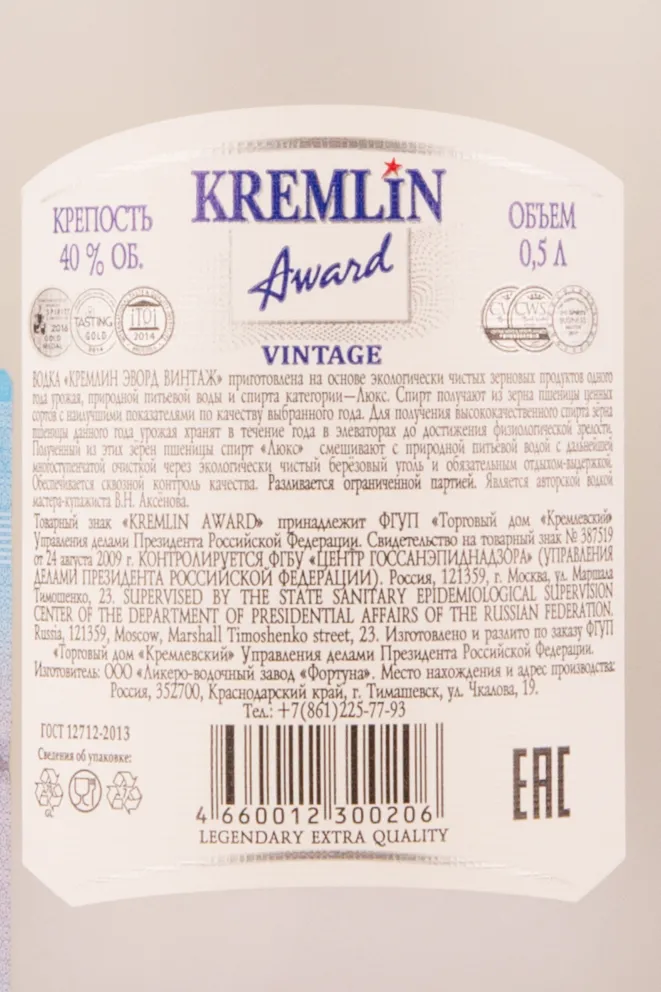 KREMLIN
КРЕПОСТЬ
40 % ОБ.
ОБЪЕМ
0,5 Л
Award
2016
GOLD
TASTING
GOLD
iTQi
2014
CWS
VINTAGE
ВОДКА «КРЕМЛИН ЭВОРД ВИНТАЖ» приготовлена на основе экологически чистых зерновых продуктов одного
года урожая, природной питьевой воды и спирта категории—Люкс. Спирт получают из зерна пшеницы ценных
сортов с наилучшими показателями по качеству выбранного года. Для получения высококачественного спирта зерна
пшеницы данного года урожая хранят в течение года в элеваторах до достижения физиологической зрелости.
Полученный из этих зерен пшеницы спирт «Люкс» смешивают с природной питьевой водой с дальнейшей
многоступенчатой очисткой через экологически чистый березовый уголь и обязательным отдыхом-выдержкой.
Обеспечивается сквозной контроль качества. Разливается ограниченной партией. Является авторской водкой
мастера-купажиста В.Н. Аксёнова.
Товарный знак «KREMLIN AWARD» принадлежит ФГУП «Торговый дом «Кремлевский»
Управления делами Президента Российской Федерации. Свидетельство на товарный знак № 387519
от 24 августа 2009 г. КОНТРОЛИРУЕТСЯ ФГБУ «ЦЕНТР ГОССАНЭПИДНАДЗОРА» (УПРАВЛЕНИЯ
ДЕЛАМИ ПРЕЗИДЕНТА РОССИЙСКОЙ ФЕДЕРАЦИИ). Россия, 121359, г. Москва, ул. Маршала
Тимошенко, 23. SUPERVISED BY THE STATE SANITARY EPIDEMIOLOGICAL SUPERVISION
CENTER OF THE DEPARTMENT OF PRESIDENTIAL AFFAIRS OF THE RUSSIAN FEDERATION.
Russia, 121359, Moscow, Marshall Timoshenko street, 23. Изготовлено и разлито по заказу ФГУП
«Торговый дом «Кремлевский» Управления делами Президента Российской Федерации.
Изготовитель: ООО «Ликеро-водочный завод «Фортуна». Место нахождения и адрес производства:
Россия, 352700, Краснодарский край, г. Тимашевск, ул. Чкалова, 19.
Тел.: +7(861)225-77-93
ГОСТ 12712-2013
Сведения об упаковке:
GL
4 660012 300206
LEGENDARY EXTRA QUALITY
EAC